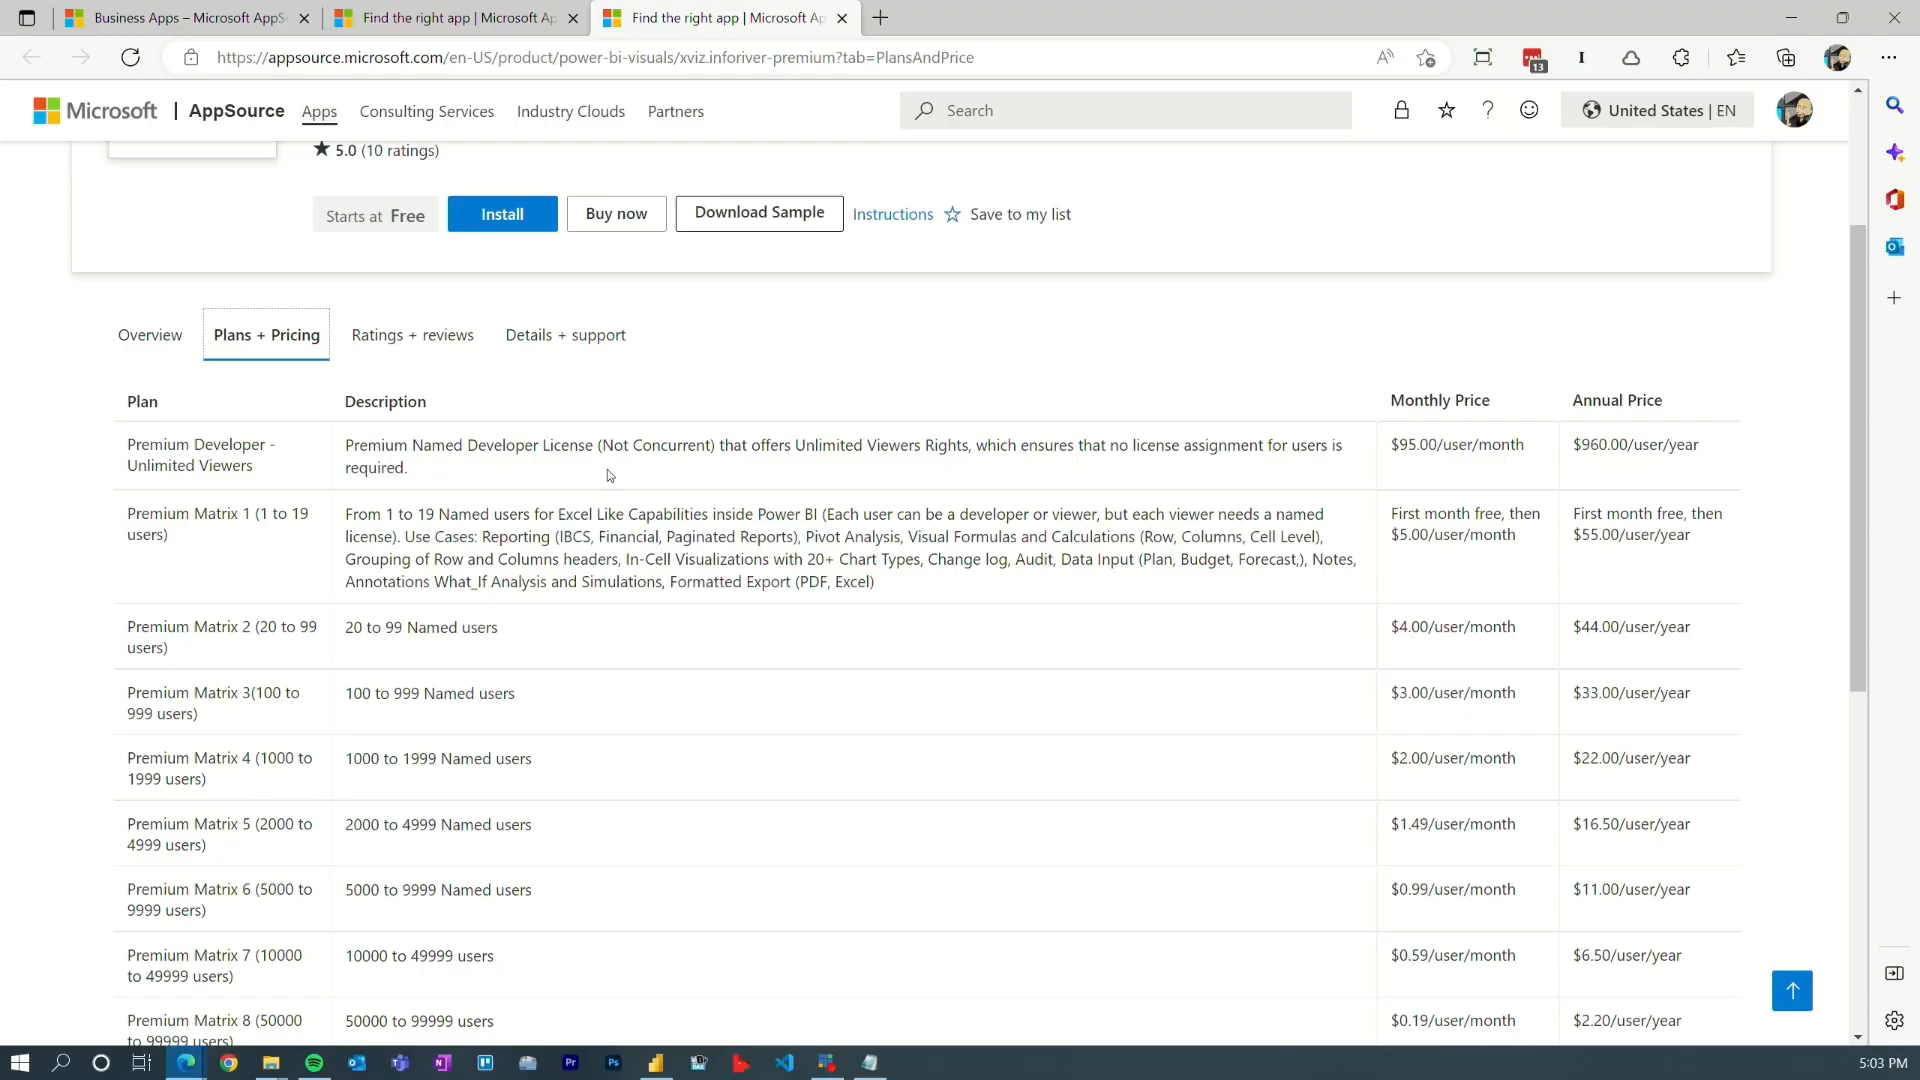 Business Apps – Microsoft AppS
Find the right app | Microsoft Ap
Find the right app | Microsoft Ap
https://appsource.microsoft.com/en-US/product/power-bi-visuals/xviz.inforiver-premium?tab=PlansAndPrice
13
Microsoft | AppSource Apps Consulting Services Industry Clouds Partners
Search
United States | EN
★ 5.0 (10 ratings)
Starts at Free
Install
Buy now
Download Sample
Instructions
Save to my list
Overview
Plans + Pricing
Ratings + reviews
Details + support
Plan Description Monthly Price Annual Price
Premium Developer - Unlimited Viewers
Premium Named Developer License (Not Concurrent) that offers Unlimited Viewers Rights, which ensures that no license assignment for users is
required.
$95.00/user/month
$960.00/user/year
Premium Matrix 1 (1 to 19
users)
From 1 to 19 Named users for Excel Like Capabilities inside Power BI (Each user can be a developer or viewer, but each viewer needs a named
license). Use Cases: Reporting (IBCS, Financial, Paginated Reports), Pivot Analysis, Visual Formulas and Calculations (Row, Columns, Cell Level),
Grouping of Row and Columns headers, In-Cell Visualizations with 20+ Chart Types, Change log, Audit, Data Input (Plan, Budget, Forecast,), Notes,
Annotations What_If Analysis and Simulations, Formatted Export (PDF, Excel)
First month free, then
$5.00/user/month
First month free, then
$55.00/user/year
Premium Matrix 2 (20 to 99
users)
20 to 99 Named users
$4.00/user/month
$44.00/user/year
Premium Matrix 3(100 to
999 users)
100 to 999 Named users
$3.00/user/month
$33.00/user/year
Premium Matrix 4 (1000 to
1999 users)
1000 to 1999 Named users
$2.00/user/month
$22.00/user/year
Premium Matrix 5 (2000 to
4999 users)
2000 to 4999 Named users
$1.49/user/month
$16.50/user/year
Premium Matrix 6 (5000 to
9999 users)
5000 to 9999 Named users
$0.99/user/month
$11.00/user/year
Premium Matrix 7 (10000
to 49999 users)
10000 to 49999 users
$0.59/user/month
$6.50/user/year
Premium Matrix 8 (50000
to 99999 users)
50000 to 99999 users
$0.19/user/month
$2.20/user/year
Pr
Ps
5:03 PM